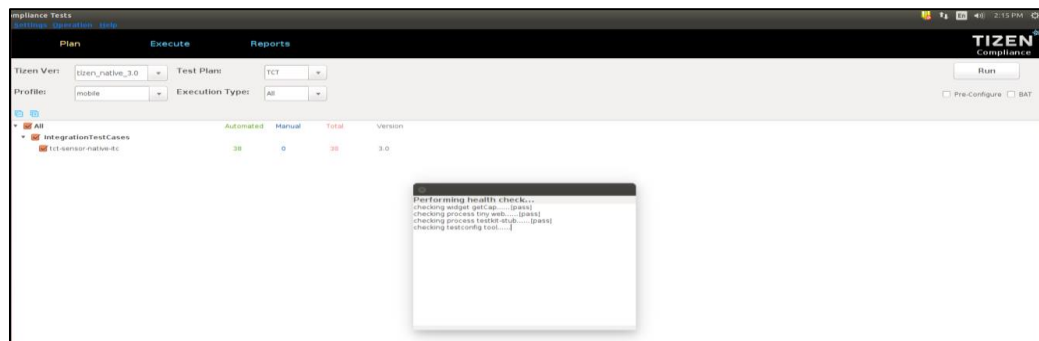 mpliance Tests
En 2:15 PM
Settings Operation Help
Plan Execute Reports
TIZEN
Compliance
Tizen Ver: tizen_native_3.0 Test Plan: TCT Run
Profile: mobile Execution Type: All Pre-Configure BAT
All Automated Manual Total Version
IntegrationTestCases
tct-sensor-native-itc 38 0 38 3.0
Performing health check...
checking widget getCap......[pass]
checking process tiny web......[pass]
checking process testkit-stub......[pass]
checking testconfig tool......